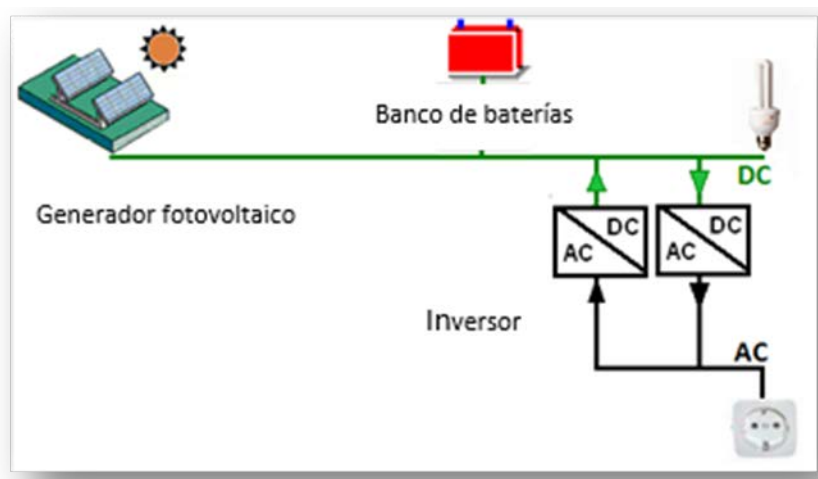 Banco de baterías
DC
Generador fotovoltaico
DC
AC
DC
AC
Inversor
AC